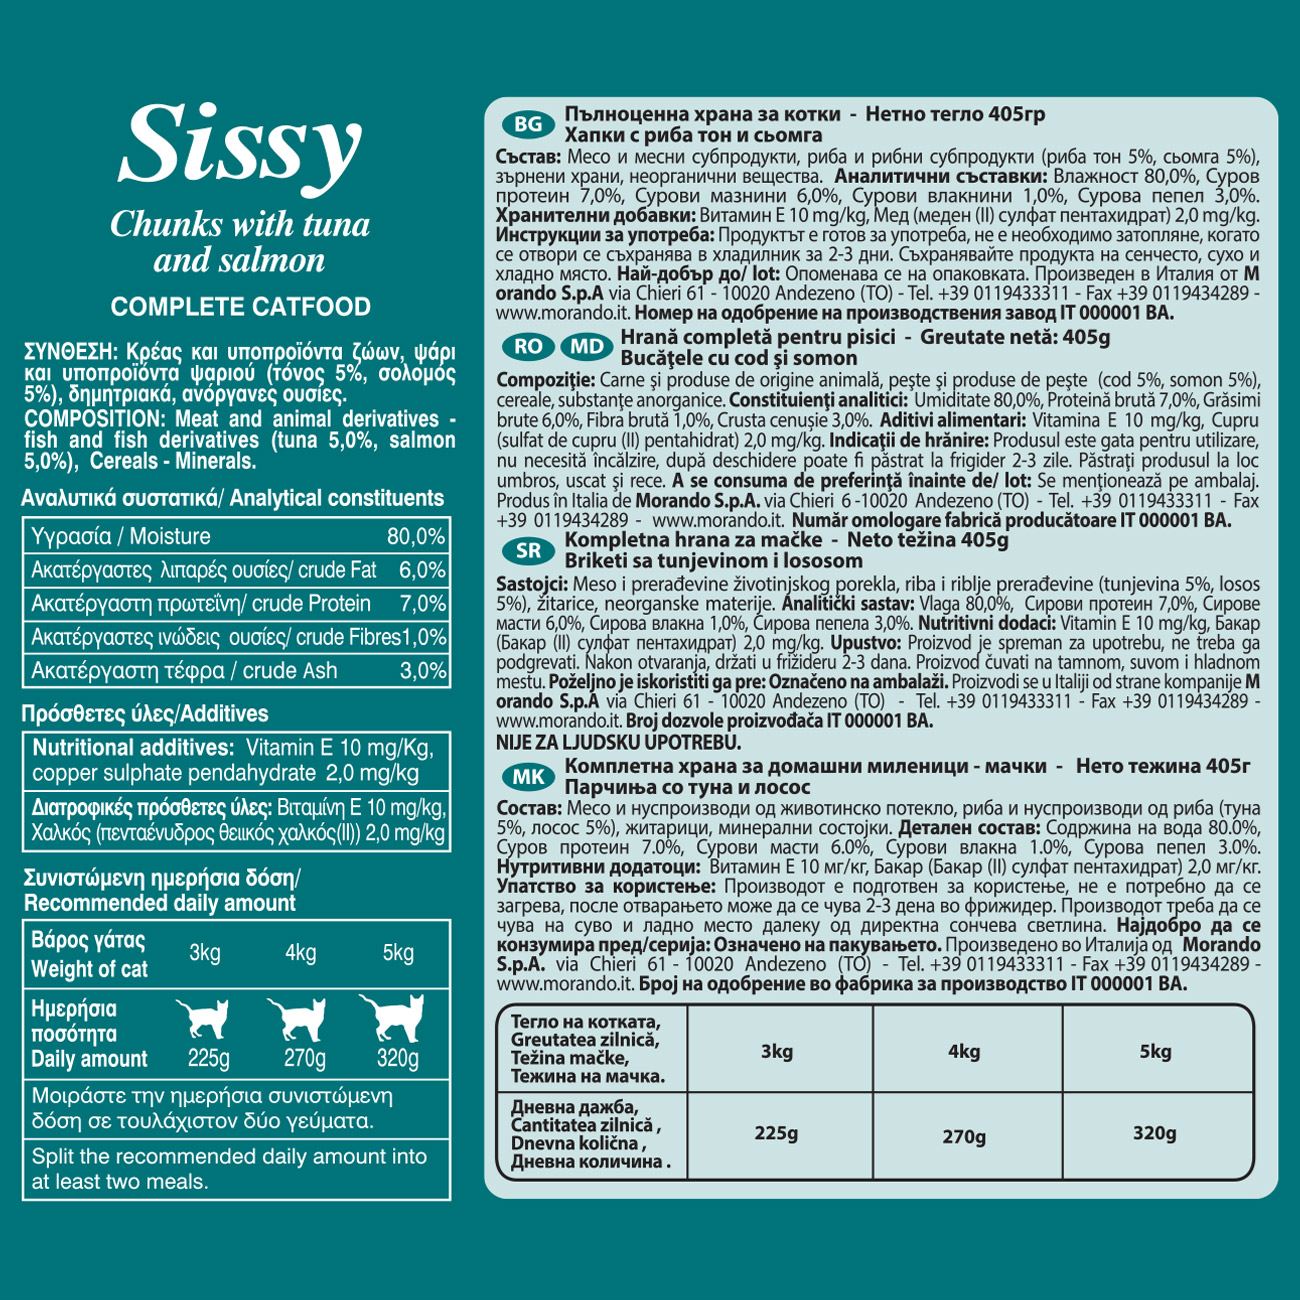 Sissy
Chunks with tuna
and salmon
COMPLETE CATFOOD
ΣΥΝΘΕΣΗ: Κρέας και υποπροϊόντα ζώων, ψάρι
και υποπροϊόντα ψαριού (τόνος 5%, σολομός
5%), δημητριακά, ανόργανες ουσίες.
COMPOSITION: Meat and animal derivatives -
fish and fish derivatives (tuna 5,0%, salmon
5,0%), Cereals - Minerals.
Αναλυτικά συστατικά/ Analytical constituents
Υγρασία / Moisture 80,0%
Ακατέργαστες λιπαρές ουσίες/ crude Fat 6,0%
Ακατέργαστη πρωτεΐνη/ crude Protein 7,0%
Ακατέργαστες ινώδεις ουσίες/ crude Fibres1,0%
Ακατέργαστη τέφρα / crude Ash 3,0%
Πρόσθετες ύλες/Additives
Nutritional additives: Vitamin E 10 mg/Kg,
copper sulphate pendahydrate 2,0 mg/kg
Διατροφικές πρόσθετες ύλες: Βιταμίνη Ε 10 mg/kg,
Χαλκός (πενταένυδρος θειικός χαλκός(II)) 2,0 mg/kg
Συνιστώμενη ημερήσια δόση/
Recommended daily amount
Βάρος γάτας
Weight of cat
3kg 4kg 5kg
Ημερήσια
ποσότητα
Daily amount 225g 270g 320g
Μοιράστε την ημερήσια συνιστώμενη
δόση σε τουλάχιστον δύο γεύματα.
Split the recommended daily amount into
at least two meals.
BG Пълноценна храна за котки - Нетно тегло 405гр
Хапки с риба тон и сьомга
Състав: Месо и месни субпродукти, риба и рибни субпродукти (риба тон 5%, сьомга 5%),
зърнени храни, неорганични вещества. Аналитични съставки: Влажност 80,0%, Суров
протеин 7,0%, Сурови мазнини 6,0%, Сурови влакнини 1,0%, Сурова пепел 3,0%.
Хранителни добавки: Витамин Е 10 mg/kg, Мед (меден (II) сулфат пентахидрат) 2,0 mg/kg.
Инструкции за употреба: Продуктът е готов за употреба, не е необходимо затопляне, когато
се отвори се съхранява в хладилник за 2-3 дни. Съхранявайте продукта на сенчесто, сухо и
хладно място. Най-добър до/ lot: Опоменава се на опаковката. Произведен в Италия от M
orando S.p.A via Chieri 61 - 10020 Andezeno (TO) - Tel. +39 0119433311 - Fax +39 0119434289 -
www.morando.it. Номер на одобрение на производствения завод IT 000001 BA.
RO MD Hrană completă pentru pisici - Greutate netă: 405g
Bucăţele cu cod şi somon
Compoziţie: Carne şi produse de origine animală, peşte şi produse de peşte (cod 5%, somon 5%),
cereale, substanţe anorganice. Constituienţi analitici: Umiditate 80,0%, Proteină brută 7,0%, Grăsimi
brute 6,0%, Fibra brută 1,0%, Crusta cenuşie 3,0%. Aditivi alimentari: Vitamina E 10 mg/kg, Cupru
(sulfat de cupru (II) pentahidrat) 2,0 mg/kg. Indicaţii de hrănire: Produsul este gata pentru utilizare,
nu necesită încălzire, după deschidere poate fi păstrat la frigider 2-3 zile. Păstraţi produsul la loc
umbros, uscat şi rece. A se consuma de preferinţă înainte de/ lot: Se menţionează pe ambalaj.
Produs în Italia de Morando S.p.A. via Chieri 6 -10020 Andezeno (TO) - Tel. +39 0119433311 - Fax
+39 0119434289 - www.morando.it. Număr omologare fabrică producătoare IT 000001 BA.
SR Kompletna hrana za mačke - Neto težina 405g
Briketi sa tunjevinom i lososom
Sastojci: Meso i prerađevine životinjskog porekla, riba i riblje prerađevine (tunjevina 5%, losos
5%), žitarice, neorganske materije. Analitički sastav: Vlaga 80,0%, Сирови протеин 7,0%, Сирове
масти 6,0%, Сирова влакна 1,0%, Сирова пепела 3,0%. Nutritivni dodaci: Vitamin E 10 mg/kg, Бакар
(Бакар (II) сулфат пентахидрат) 2,0 mg/kg. Upustvo: Proizvod je spreman za upotrebu, ne treba ga
podgrevati. Nakon otvaranja, držati u frižideru 2-3 dana. Proizvod čuvati na tamnom, suvom i hladnom
mestu. Poželjno je iskoristiti ga pre: Označeno na ambalaži. Proizvodi se u Italiji od strane kompanije M
orando S.p.A via Chieri 61 - 10020 Andezeno (TO) - Tel. +39 0119433311 - Fax +39 0119434289 -
www.morando.it. Broj dozvole proizvođača IT 000001 BA.
NIJE ZA LJUDSKU UPOTREBU.
MK Комплетна храна за домашни миленици - мачки - Нето тежина 405г
Парчиња со туна и лосос
Состав: Месо и нуспроизводи од животинско потекло, риба и нуспроизводи од риба (туна
5%, лосос 5%), житарици, минерални состојки. Детален состав: Содржина на вода 80.0%,
Суров протеин 7.0%, Сурови масти 6.0%, Сурови влакна 1.0%, Сурова пепел 3.0%.
Нутритивни додатоци: Витамин Е 10 мг/кг, Бакар (Бакар (II) сулфат пентахидрат) 2,0 мг/кг.
Упатство за користење: Производот е подготвен за користење, не е потребно да се
загрева, после отварањето може да се чува 2-3 дена во фрижидер. Производот треба да се
чува на суво и ладно место далеку од директна сончева светлина. Најдобро да се
конзумира пред/серија: Означено на пакувањето. Произведено во Италија од Morando
S.p.A. via Chieri 61 - 10020 Andezeno (TO) - Tel. +39 0119433311 - Fax +39 0119434289 -
www.morando.it. Број на одобрение во фабрика за производство IT 000001 BA.
Тегло на котката,
Greutatea zilnică,
Težina mačke,
Тежина на мачка.
3kg 4kg 5kg
Дневна дажба,
Cantitatea zilnică ,
Dnevna količna ,
Дневна количина .
225g 270g 320g